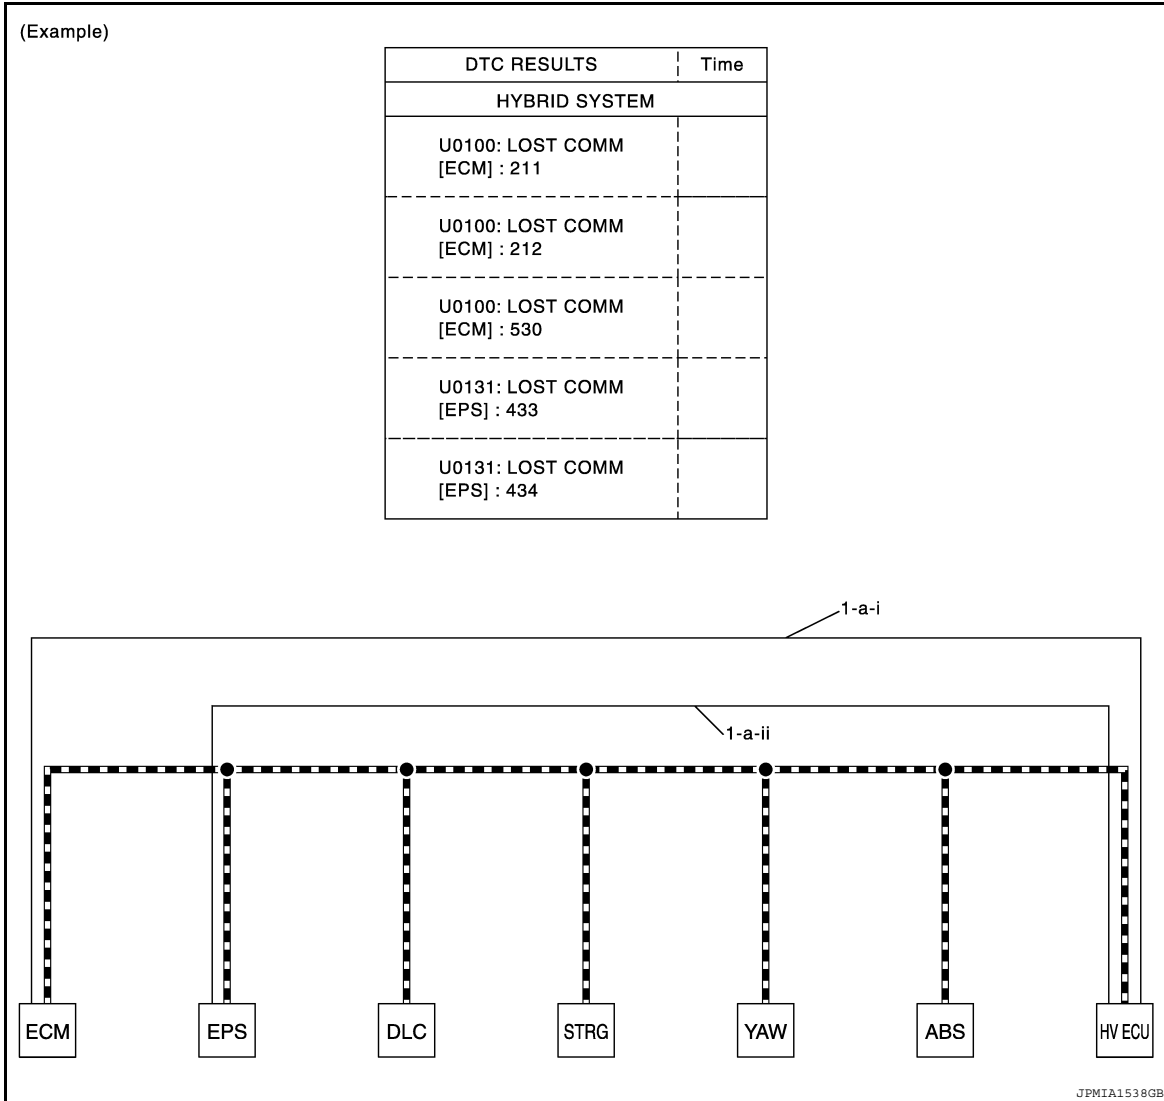 (Example)
DTC RESULTS Time
HYBRID SYSTEM
U0100: LOST COMM
[ECM] : 211
U0100: LOST COMM
[ECM] : 212
U0100: LOST COMM
[ECM] : 530
U0131: LOST COMM
[EPS] : 433
U0131: LOST COMM
[EPS] : 434
1-a-i
1-a-ii
ECM EPS DLC STRG YAW ABS HV ECU
JPMIA1538GB